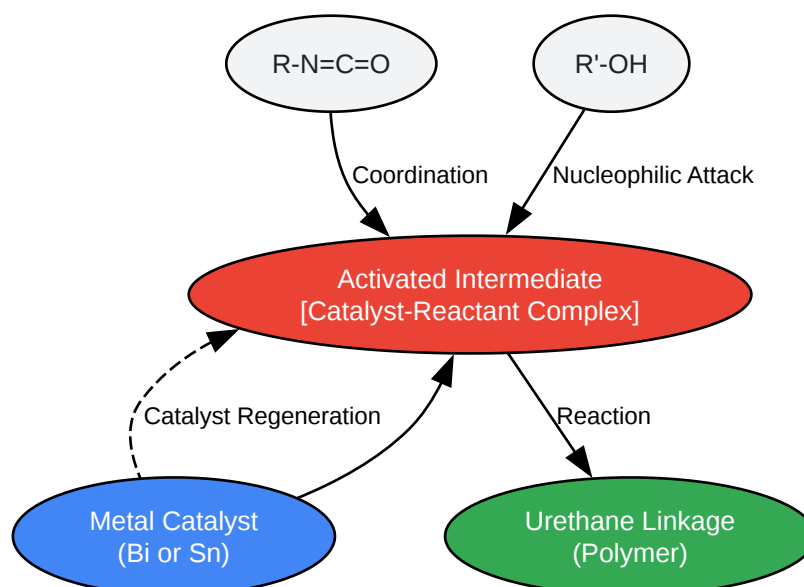 R-N=C=O
R'-OH
Coordination
Nucleophilic Attack
Activated Intermediate
[Catalyst-Reactant Complex]
Catalyst Regeneration
Reaction
Metal Catalyst
(Bi or Sn)
Urethane Linkage
(Polymer)